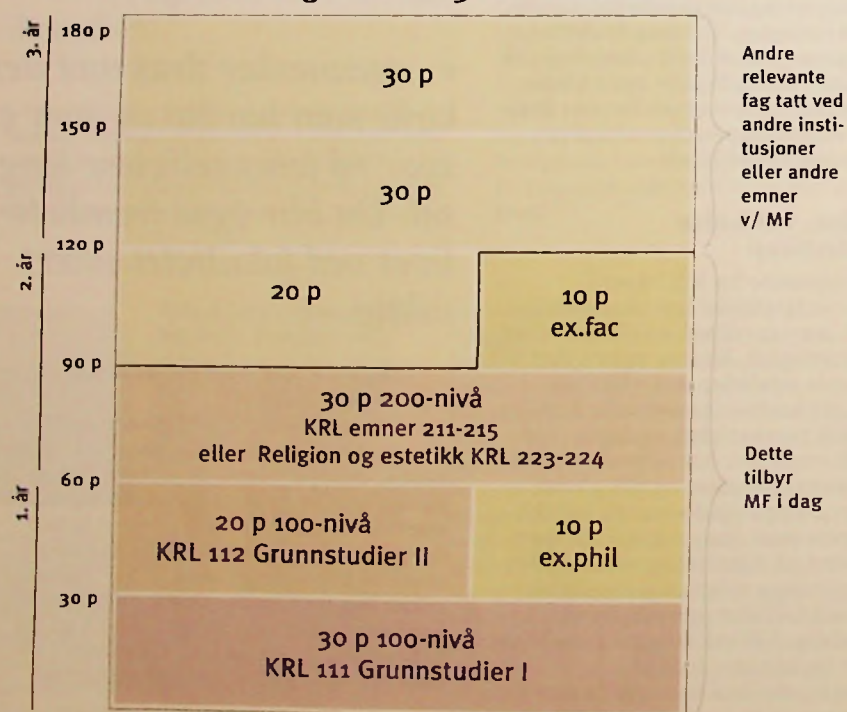 3. år
180 p
30 p
150 p
30 p
120 p
Andre
relevante
fag tatt ved
andre insti-
tusjoner
eller andre
emner
v/ MF
2. år
20 p
10 p
ex.fac
90 p
30 p 200-nivå
KRL emner 211-215
eller Religion og estetikk KRL 223-224
60 p
Dette
tilbyr
MF i dag
1. år
20 p 100-nivå
KRL 112 Grunnstudier II
10 p
ex.phil
30 p
30 p 100-nivå
KRL 111 Grunnstudier I